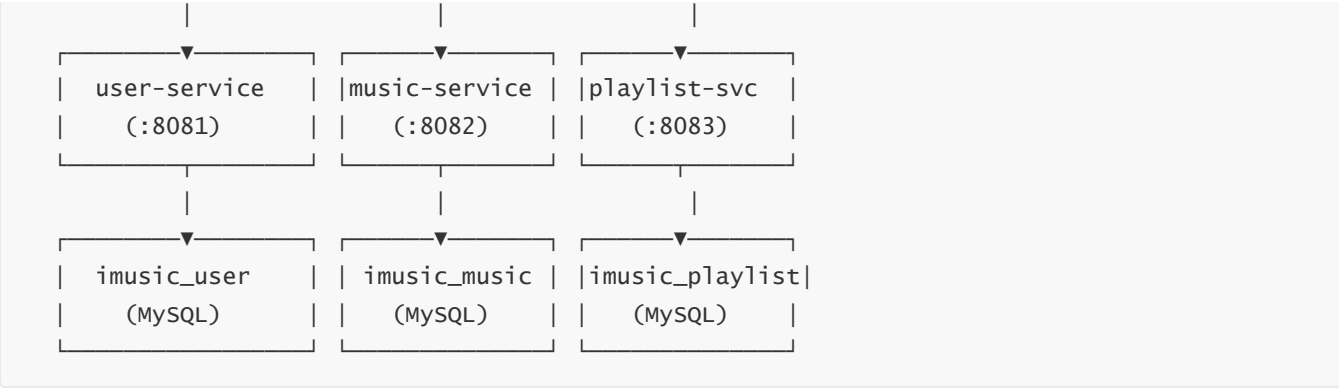 user-service music-service playlist-svc
(:8081) (:8082) (:8083)
imusic_user imusic_music imusic_playlist
(MySQL) (MySQL) (MySQL)